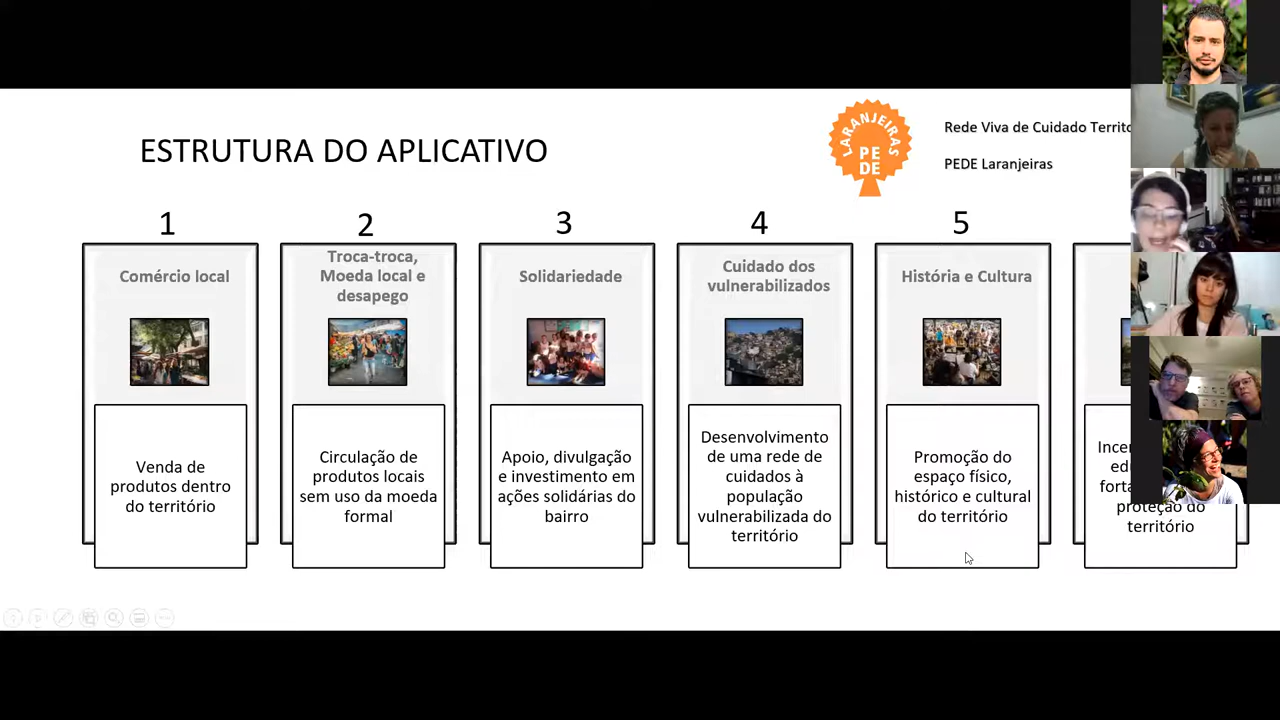 ESTRUTURA DO APLICATIVO
LARANJEIRAS
PE
DE
Rede Viva de Cuidado
PEDE Laranjeiras
1
2
3
4
5
Comércio local
Troca-troca,
Moeda local e
desapego
Solidariedade
Cuidado dos
vulnerabilizados
História e Cultura
Venda de
produtos dentro
do território
Circulação de
produtos locais
sem uso da moeda
formal
Apoio, divulgação
e investimento em
ações solidárias do
bairro
Desenvolvimento
de uma rede de
cuidados à
população
vulnerabilizada do
território
Promoção do
espaço físico,
histórico e cultural
do território
proteção do
território